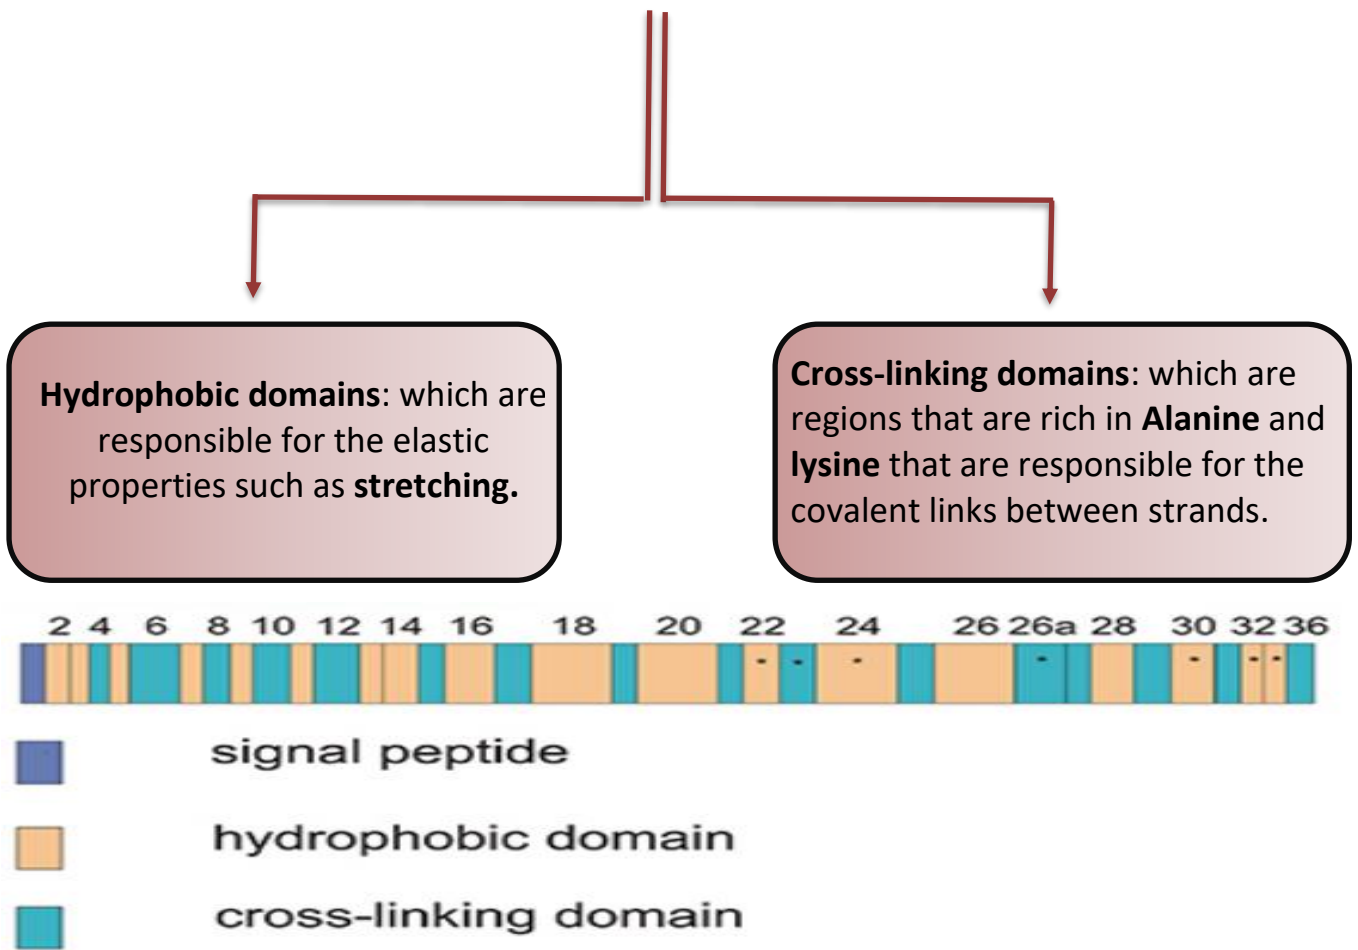 Hydrophobic domains: which are
responsible for the elastic
properties such as stretching.
Cross-linking domains: which are
regions that are rich in Alanine and
lysine that are responsible for the
covalent links between strands.
2 4 6 8 10 12 14 16 18 20 22 24 26 26a 28 30 32 36
signal peptide
hydrophobic domain
cross-linking domain